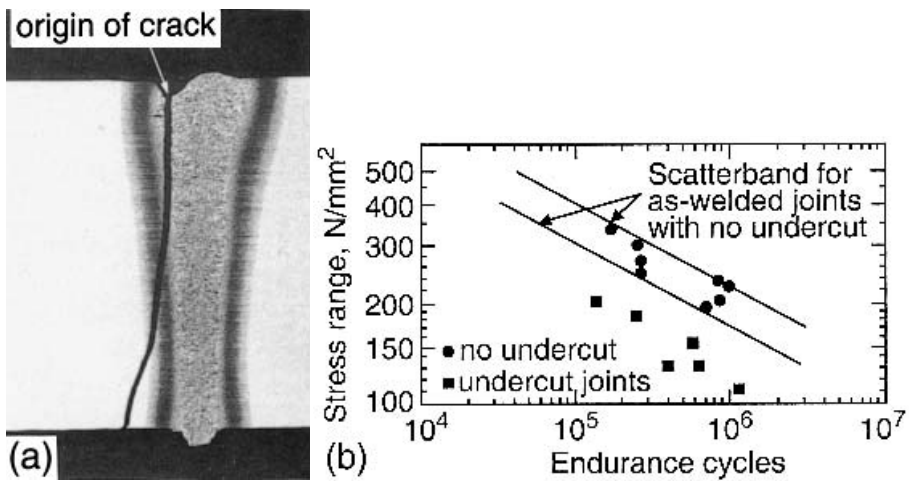 origin of crack
(a)
Stress range, N/mm²
500
400
300
200
150
100
Scatterband for
as-welded joints
with no undercut
no undercut
undercut joints
10⁴
10⁵
10⁶
10⁷
(b)
Endurance cycles